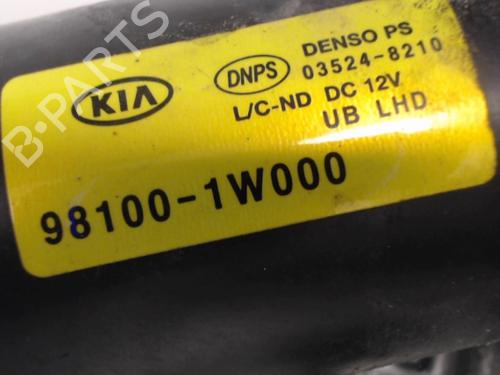 KIA
DNPS
DENSO PS
03524-8210
L/C-ND DC 12V
UB LHD
98100-1W000
B-Parts